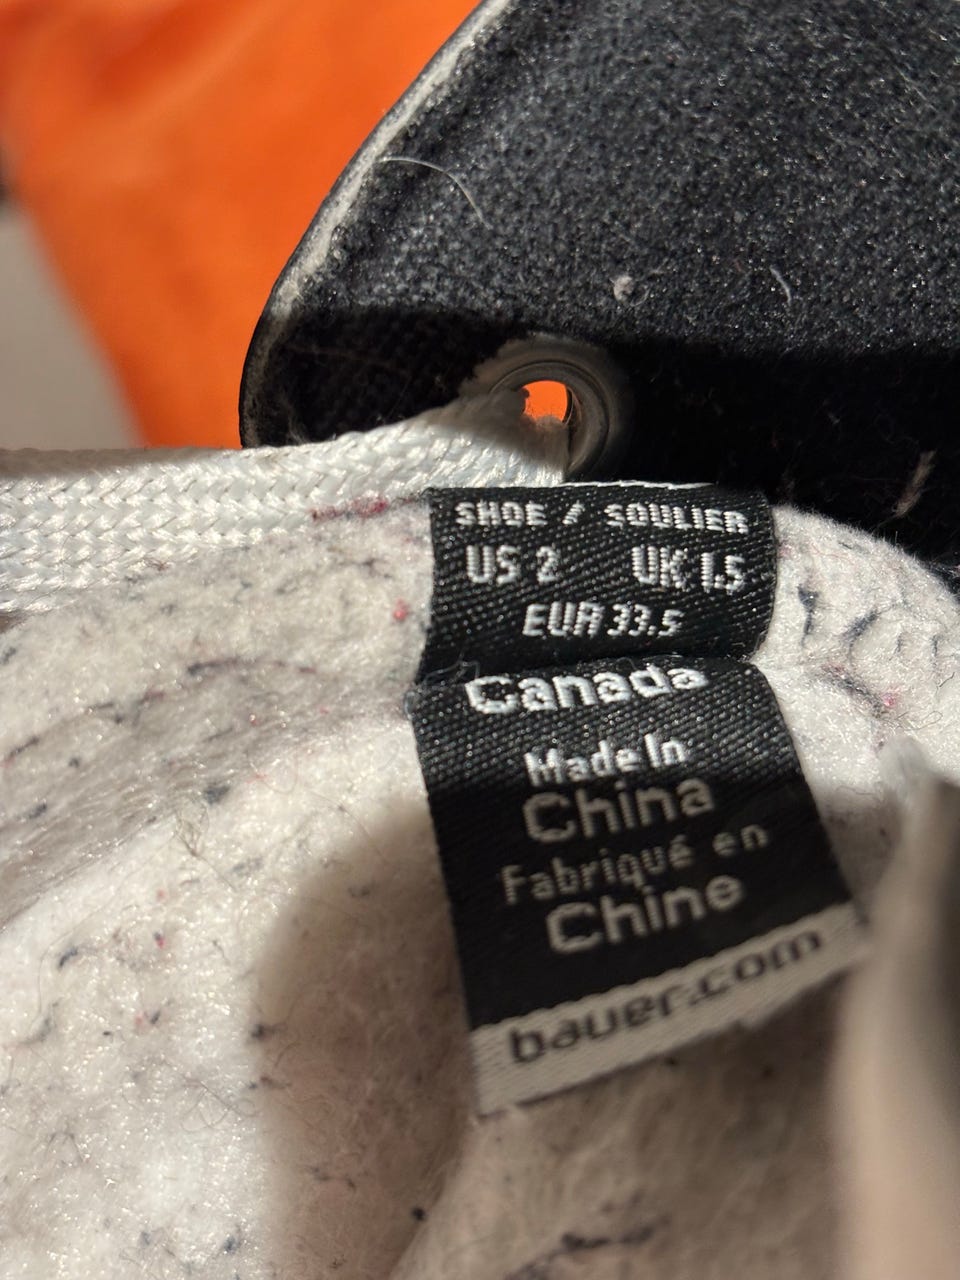 SHOE / SOULIER
US 2 UK 1.5
EUR 33.5
Canada
Made In
China
Fabriqué en
Chine
bauer.com